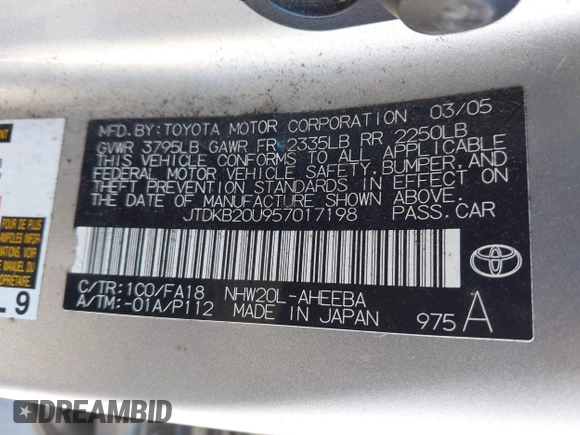 MFD.BY:TOYOTA MOTOR CORPORATION 03/05
GVWR 3795LB GAWR FR 2335LB RR 2250LB
THIS VEHICLE CONFORMS TO ALL APPLICABLE
FEDERAL MOTOR VEHICLE SAFETY,BUMPER,AND
THEFT PREVENTION STANDARDS IN EFFECT ON
THE DATE OF MANUFACTURE SHOWN ABOVE.
JTDKB20U957017198 PASS.CAR
TOYOTA
C/TR:1C0/FA18 NHW20L-AHEEBA
A/TM:-01A/P112 MADE IN JAPAN 975 A
L 9
DREAMBID